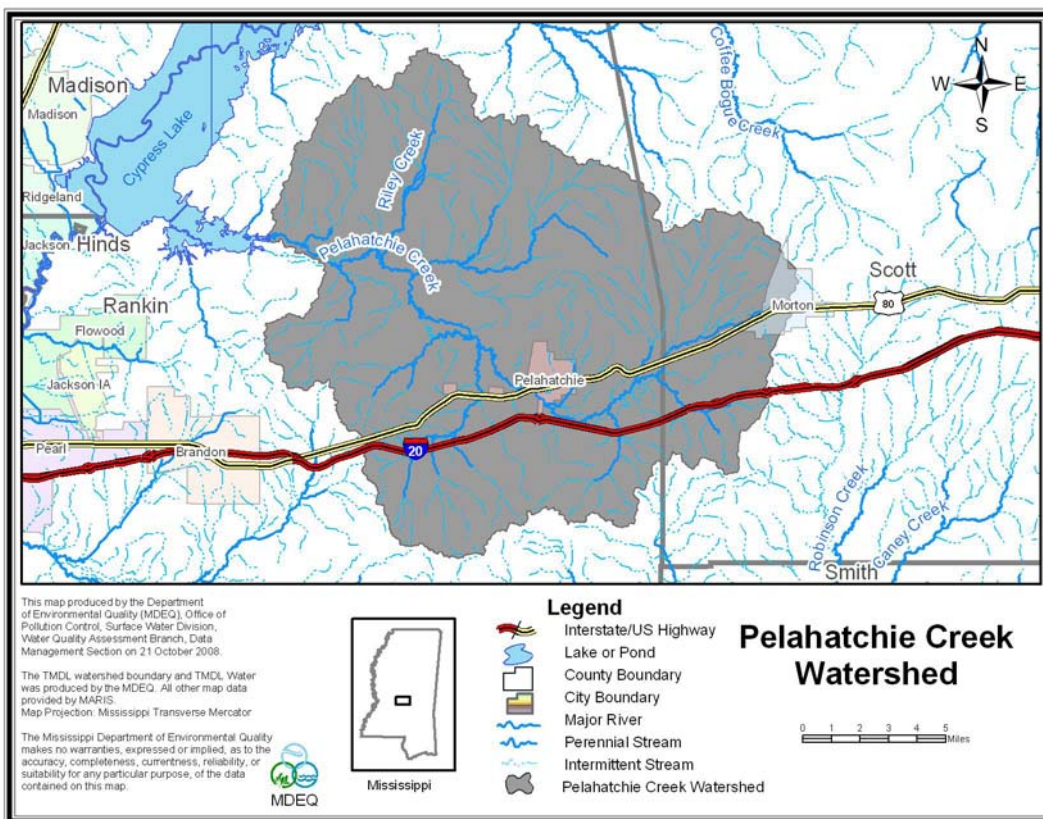 N
W E
S
Coffee Bogue Creek
Madison
Madison
Cypress Lake
Riley Creek
Ridgeland
Jackson
Hinds
Pelahatchie Creek
Scott
80
Rankin
Morton
Flowood
Jackson IA
Pelahatchie
Pearl
Brandon
20
Robinson Creek
Caney Creek
Smith
This map produced by the Department
of Environmental Quality (MDEQ), Office of
Pollution Control, Surface Water Division,
Water Quality Assessment Branch, Data
Management Section on 21 October 2008.
The TMDL watershed boundary and TMDL Water
was produced by the MDEQ. All other map data
provided by MARIS.
Map Projection: Mississippi Transverse Mercator
The Mississippi Department of Environmental Quality
makes no warranties, expressed or implied, as to the
accuracy, completeness, currentness, reliability, or
suitability for any particular purpose, of the data
contained on this map.
MDEQ
Mississippi
Legend
Interstate/US Highway
Lake or Pond
County Boundary
City Boundary
Major River
Perennial Stream
Intermittent Stream
Pelahatchie Creek Watershed
Pelahatchie Creek
Watershed
0 1 2 3 4 5
Miles